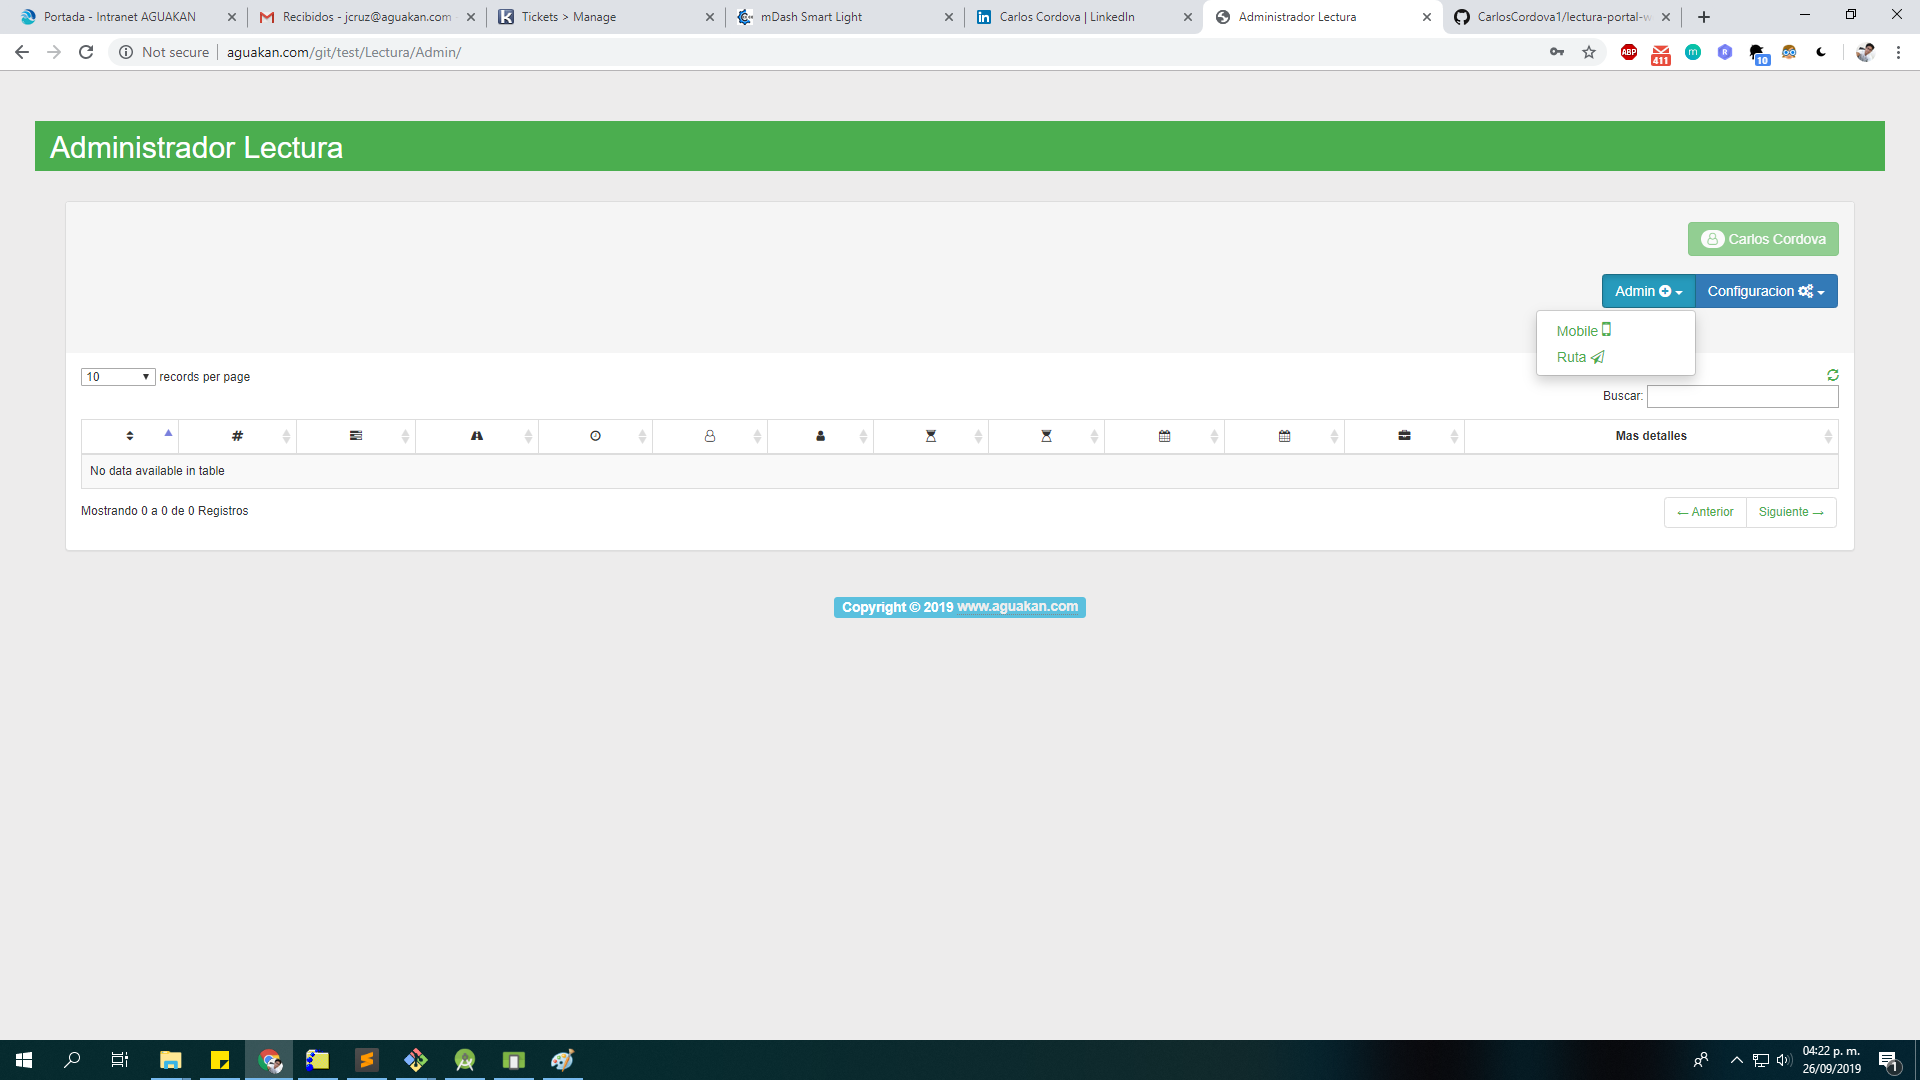 Portada - Intranet AGUAKAN
Recibidos - jcruz@aguakan.com
Tickets > Manage
mDash Smart Light
Carlos Cordova | LinkedIn
Administrador Lectura
CarlosCordova1/lectura-portal-w
Not secure
aguakan.com/git/test/Lectura/Admin/
ABP
411
10
Administrador Lectura
Carlos Cordova
Admin
Configuracion
Mobile
Ruta
10 records per page
Buscar:
Mas detalles
No data available in table
Mostrando 0 a 0 de 0 Registros
← Anterior
Siguiente →
Copyright © 2019 www.aguakan.com
04:22 p. m.
26/09/2019
1